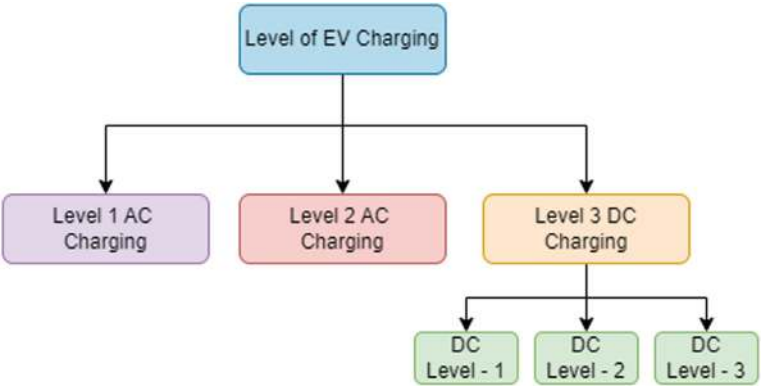 Level of EV Charging
Level 1 AC
Charging
Level 2 AC
Charging
Level 3 DC
Charging
DC
Level - 1
DC
Level - 2
DC
Level - 3